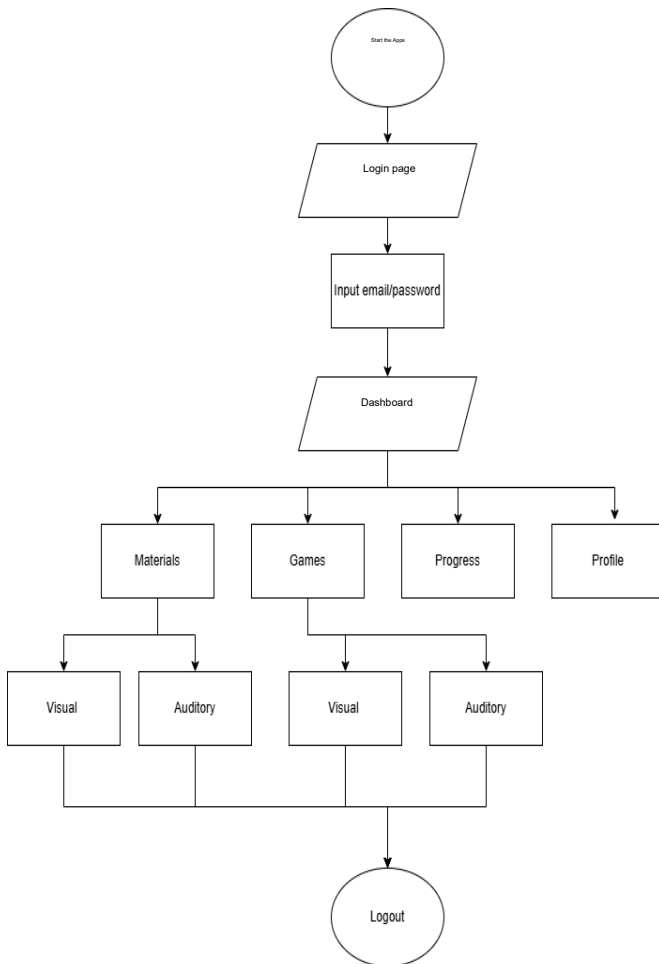 Start the Apps
Login page
Input email/password
Dashboard
Materials
Games
Progress
Profile
Visual
Auditory
Visual
Auditory
Logout